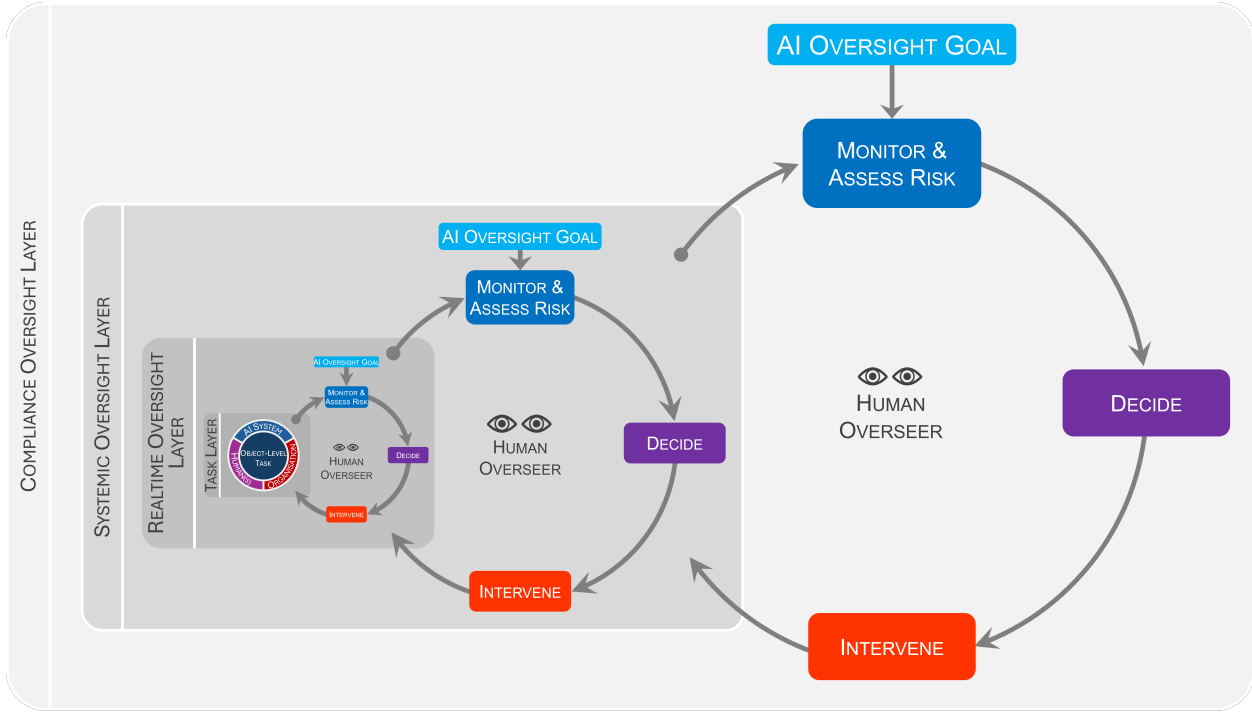 COMPLIANCE OVERSIGHT LAYER
AI OVERSIGHT GOAL
MONITOR &
ASSESS RISK
DECIDE
INTERVENE
HUMAN
OVERSEER
SYSTEMIC OVERSIGHT LAYER
AI OVERSIGHT GOAL
MONITOR &
ASSESS RISK
DECIDE
INTERVENE
HUMAN
OVERSEER
REALTIME OVERSIGHT
LAYER
AI OVERSIGHT GOAL
MONITOR &
ASSESS RISK
DECIDE
INTERVENE
HUMAN
OVERSEER
TASK LAYER
AI SYSTEM
ORGANISATION
HUMAN(S)
OBJECT-LEVEL
TASK